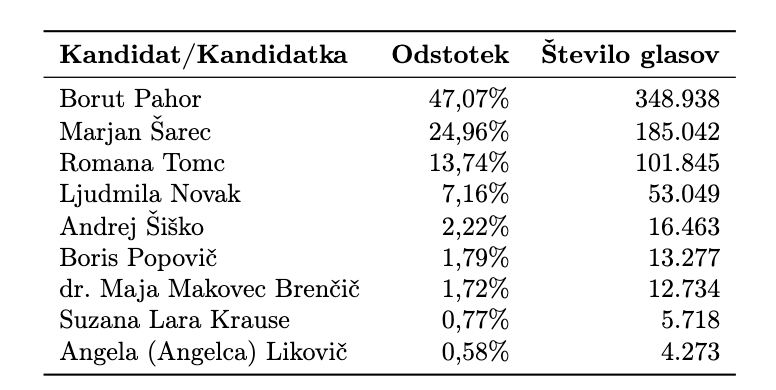 Kandidat/Kandidatka Odstotek Število glasov
Borut Pahor 47,07% 348.938
Marjan Šarec 24,96% 185.042
Romana Tomc 13,74% 101.845
Ljudmila Novak 7,16% 53.049
Andrej Šiško 2,22% 16.463
Boris Popovič 1,79% 13.277
dr. Maja Makovec Brenčič 1,72% 12.734
Suzana Lara Krause 0,77% 5.718
Angela (Angelca) Likovič 0,58% 4.273